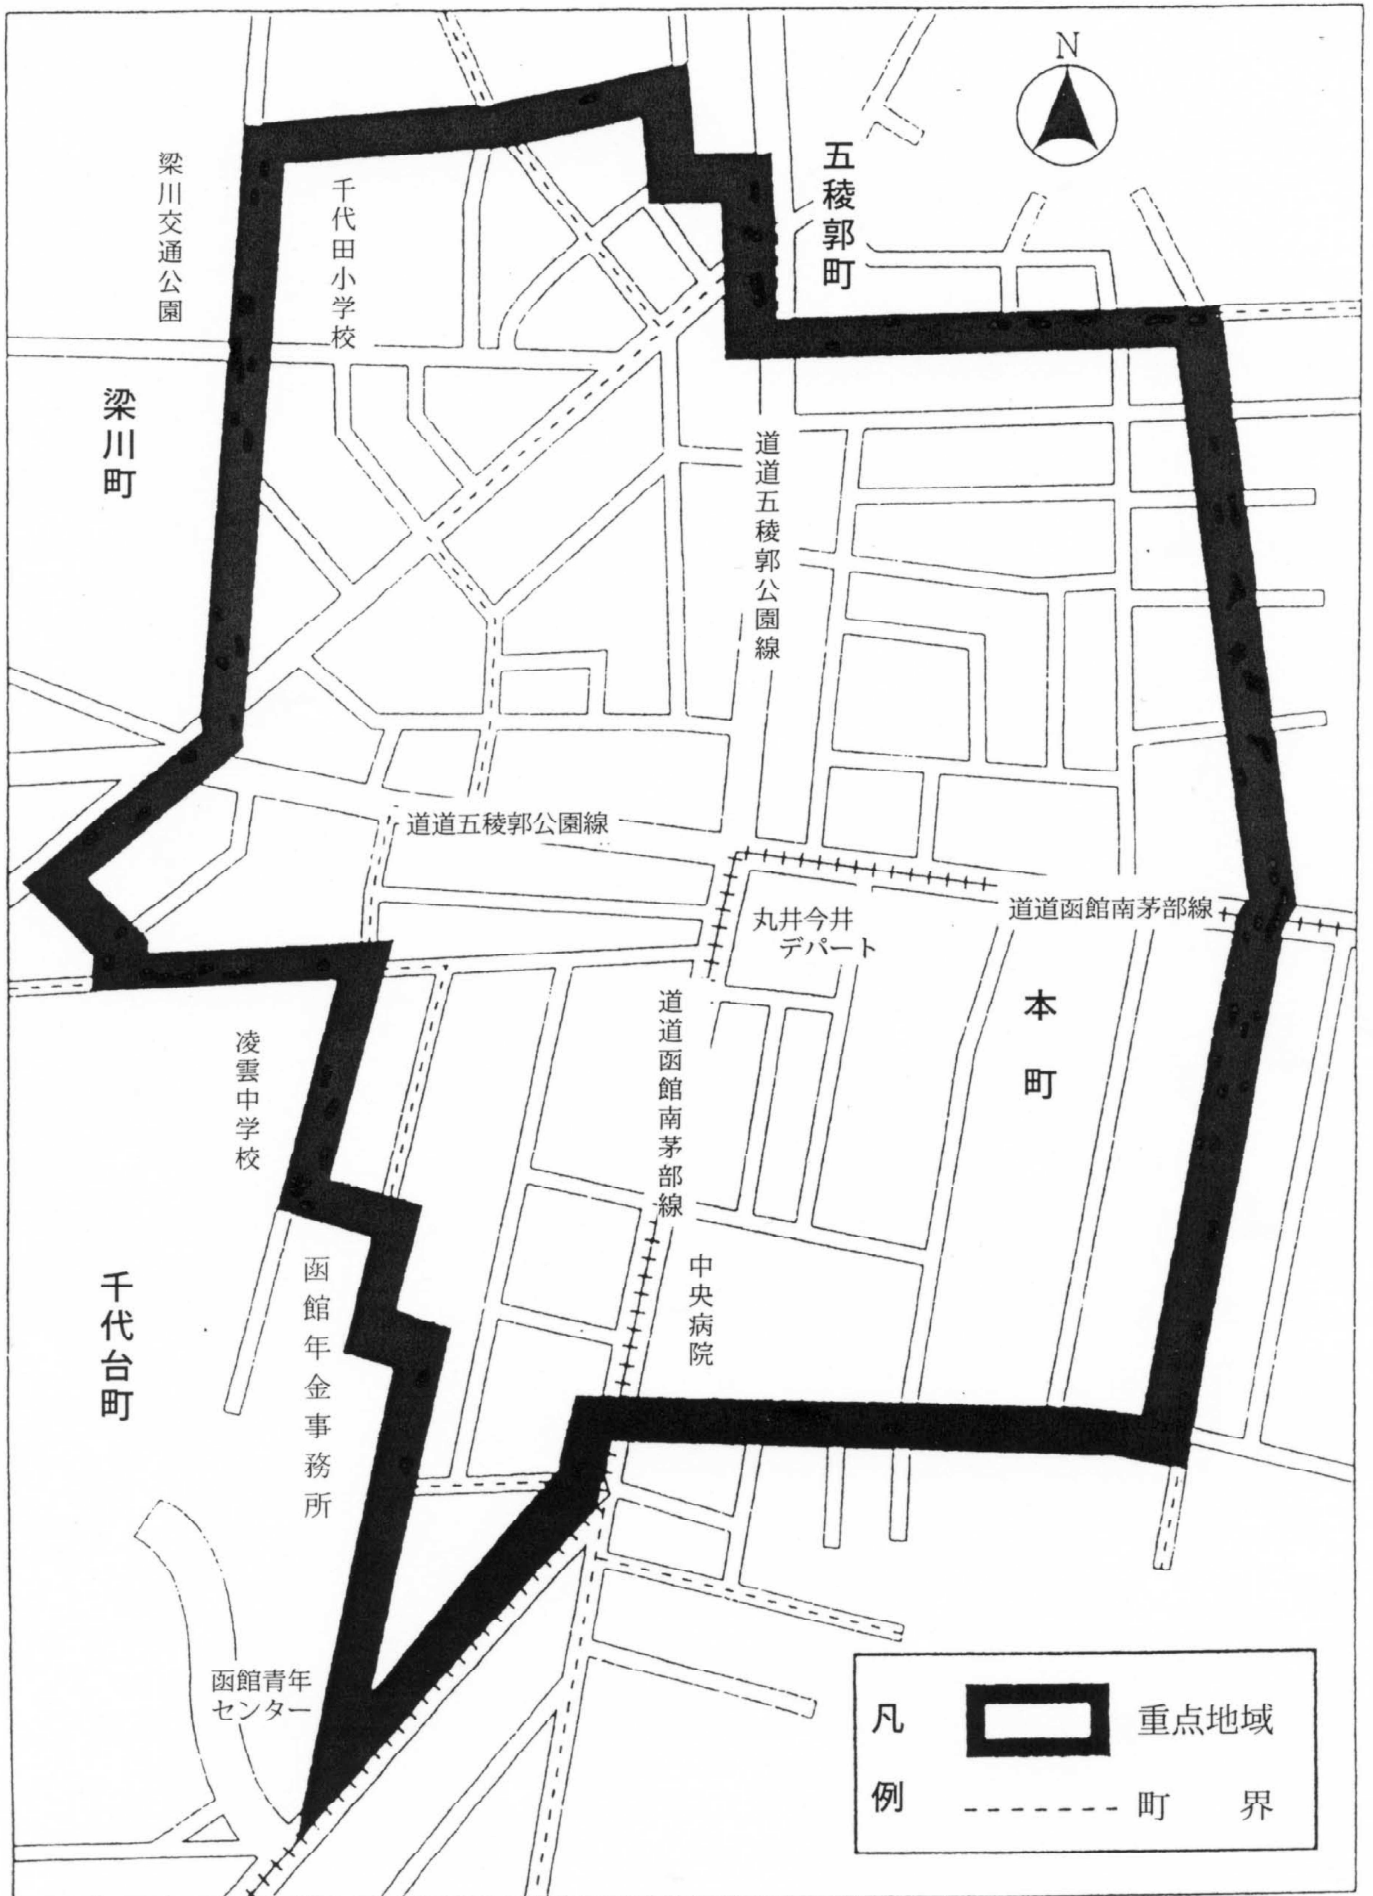 N
五稜郭町
梁川交通公園
千代田小学校
梁川町
道道五稜郭公園線
道道五稜郭公園線
丸井今井
デパート
道道函館南茅部線
本町
道道函館南茅部線
凌雲中学校
中央病院
函館年金事務所
千代台町
函館青年
センター
凡例
重点地域
町界